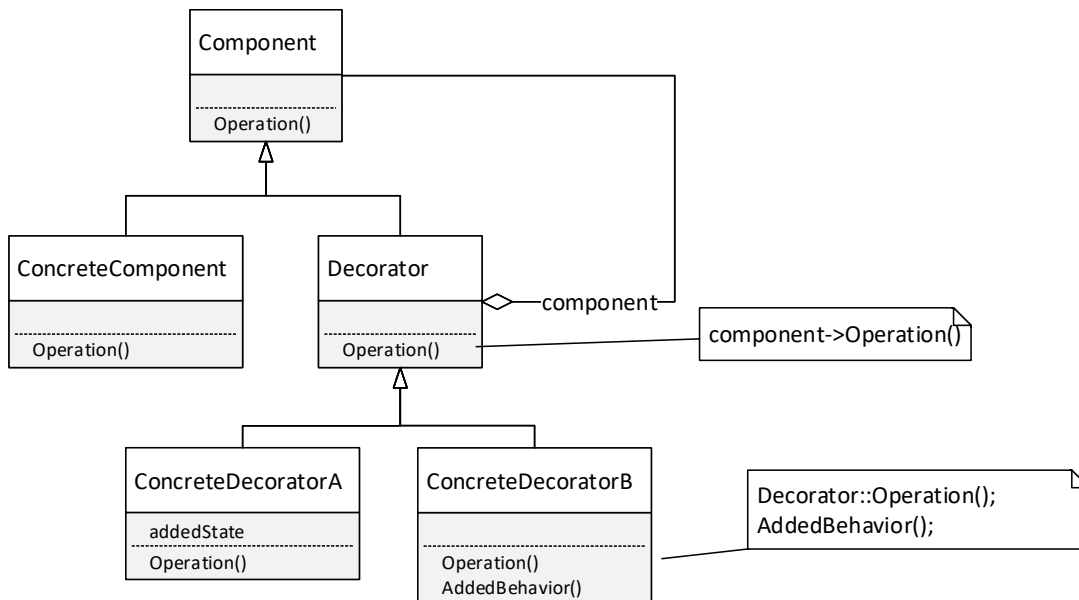 Component
Operation()
ConcreteComponent
Operation()
Decorator
Operation()
component
component->Operation()
ConcreteDecoratorA
addedState
Operation()
ConcreteDecoratorB
Operation()
AddedBehavior()
Decorator::Operation();
AddedBehavior();